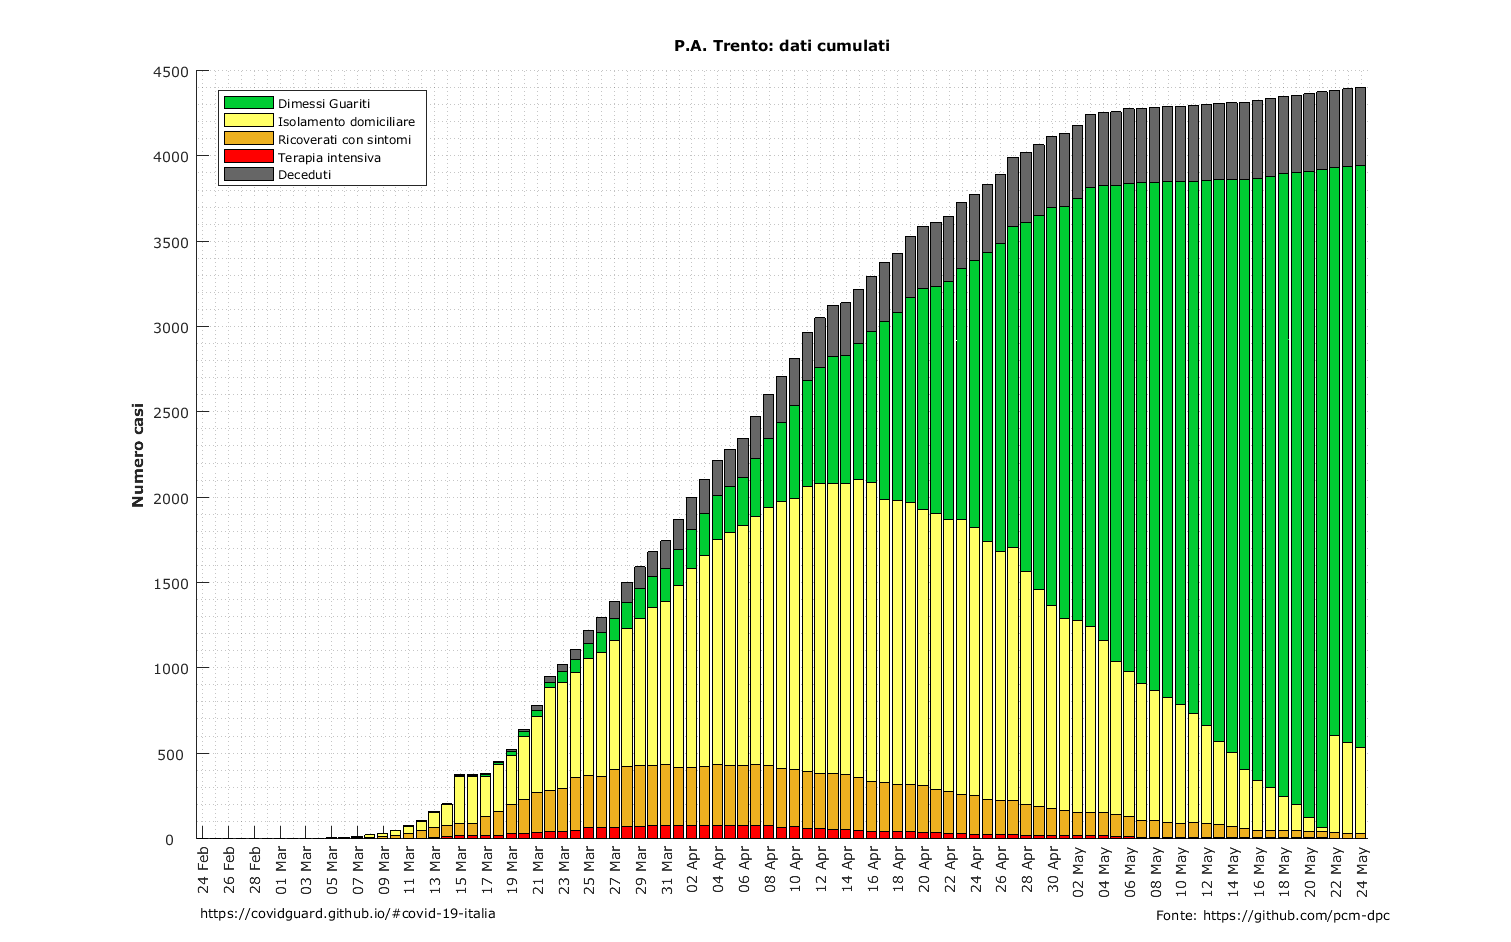 P.A. Trento: dati cumulati
4500
4000
3500
3000
2500
2000
1500
1000
500
0
Numero casi
Dimessi Guariti
Isolamento domiciliare
Ricoverati con sintomi
Terapia intensiva
Deceduti
24 Feb
26 Feb
28 Feb
01 Mar
03 Mar
05 Mar
07 Mar
09 Mar
11 Mar
13 Mar
15 Mar
17 Mar
19 Mar
21 Mar
23 Mar
25 Mar
27 Mar
29 Mar
31 Mar
02 Apr
04 Apr
06 Apr
08 Apr
10 Apr
12 Apr
14 Apr
16 Apr
18 Apr
20 Apr
22 Apr
24 Apr
26 Apr
28 Apr
30 Apr
02 May
04 May
06 May
08 May
10 May
12 May
14 May
16 May
18 May
20 May
22 May
24 May
https://covidguard.github.io/#covid-19-italia
Fonte: https://github.com/pcm-dpc